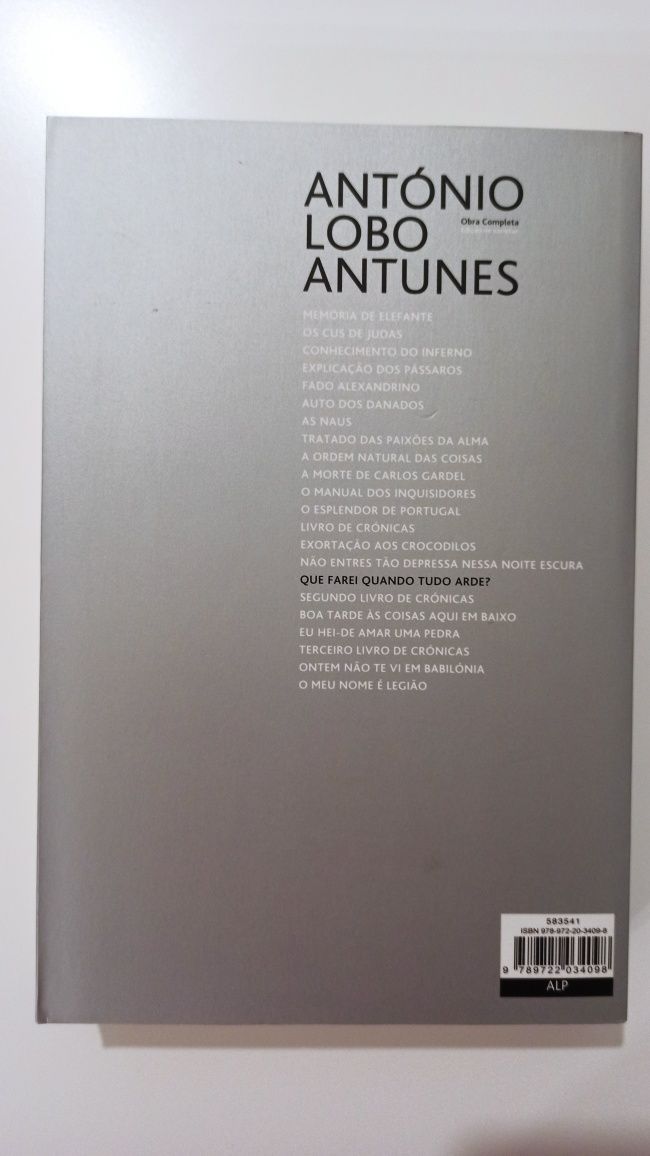 ANTÓNIO
LOBO
ANTUNES
Obra Completa
MEMÓRIA DE ELEFANTE
OS CUS DE JUDAS
CONHECIMENTO DO INFERNO
EXPLICAÇÃO DOS PÁSSAROS
FADO ALEXANDRINO
AUTO DOS DANADOS
AS NAUS
TRATADO DAS PAIXÕES DA ALMA
A ORDEM NATURAL DAS COISAS
A MORTE DE CARLOS GARDEL
O MANUAL DOS INQUISIDORES
O ESPLENDOR DE PORTUGAL
LIVRO DE CRÓNICAS
EXORTAÇÃO AOS CROCODILOS
NÃO ENTRES TÃO DEPRESSA NESSA NOITE ESCURA
QUE FAREI QUANDO TUDO ARDE?
SEGUNDO LIVRO DE CRÓNICAS
BOA TARDE ÀS COISAS AQUI EM BAIXO
EU HEI-DE AMAR UMA PEDRA
TERCEIRO LIVRO DE CRÓNICAS
ONTEM NÃO TE VI EM BABILÓNIA
O MEU NOME É LEGIÃO
583541
ISBN 978-972-20-3409-8
9 789722 034098
ALP